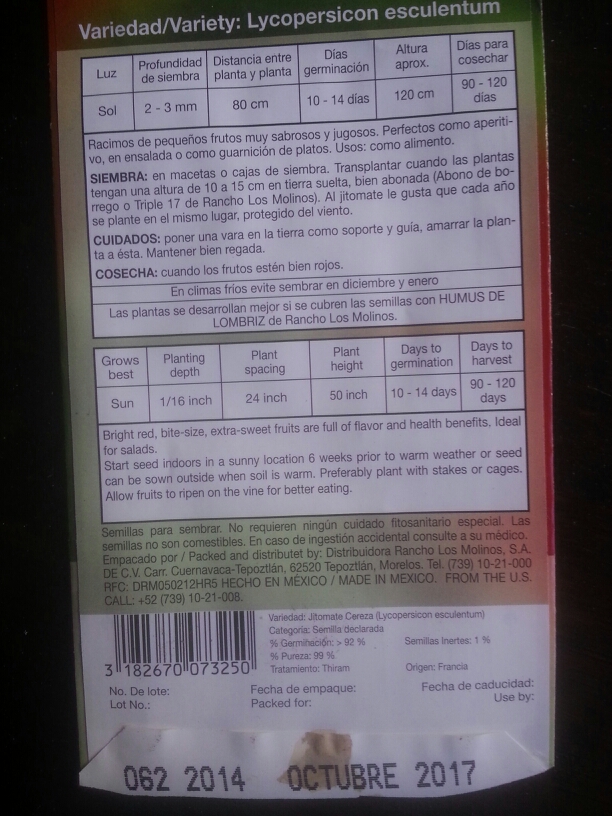 Variedad/Variety: Lycopersicon esculentum
Luz Profundidad de siembra Distancia entre planta y planta Días germinación Altura aprox. Días para cosechar
Sol 2 - 3 mm 80 cm 10 - 14 días 120 cm 90 - 120 días
Racimos de pequeños frutos muy sabrosos y jugosos. Perfectos como aperiti-
vo, en ensalada o como guarnición de platos. Usos: como alimento.
SIEMBRA: en macetas o cajas de siembra. Transplantar cuando las plantas
tengan una altura de 10 a 15 cm en tierra suelta, bien abonada (Abono de bo-
rrego o Triple 17 de Rancho Los Molinos). Al jitomate le gusta que cada año
se plante en el mismo lugar, protegido del viento.
CUIDADOS: poner una vara en la tierra como soporte y guía, amarrar la plan-
ta a ésta. Mantener bien regada.
COSECHA: cuando los frutos estén bien rojos.
En climas fríos evite sembrar en diciembre y enero
Las plantas se desarrollan mejor si se cubren las semillas con HUMUS DE
LOMBRIZ de Rancho Los Molinos.
Grows best Planting depth Plant spacing Plant height Days to germination Days to harvest
Sun 1/16 inch 24 inch 50 inch 10 - 14 days 90 - 120 days
Bright red, bite-size, extra-sweet fruits are full of flavor and health benefits. Ideal
for salads.
Start seed indoors in a sunny location 6 weeks prior to warm weather or seed
can be sown outside when soil is warm. Preferably plant with stakes or cages.
Allow fruits to ripen on the vine for better eating.
Semillas para sembrar. No requieren ningún cuidado fitosanitario especial. Las
semillas no son comestibles. En caso de ingestión accidental consulte a su médico.
Empacado por / Packed and distributet by: Distribuidora Rancho Los Molinos, S.A.
DE C.V. Carr. Cuernavaca-Tepoztlán, 62520 Tepoztlán, Morelos. Tel. (739) 10-21-000
RFC: DRM050212HR5 HECHO EN MÉXICO / MADE IN MEXICO. FROM THE U.S.
CALL: +52 (739) 10-21-008.
Variedad: Jitomate Cereza (Lycopersicon esculentum)
Categoría: Semilla declarada
% Germinación: > 92 % Semillas Inertes: 1 %
% Pureza: 99 %
Tratamiento: Thiram Origen: Francia
3 182670 073250
No. De lote: Fecha de empaque: Fecha de caducidad:
Lot No.: Packed for: Use by:
062 2014 OCTUBRE 2017